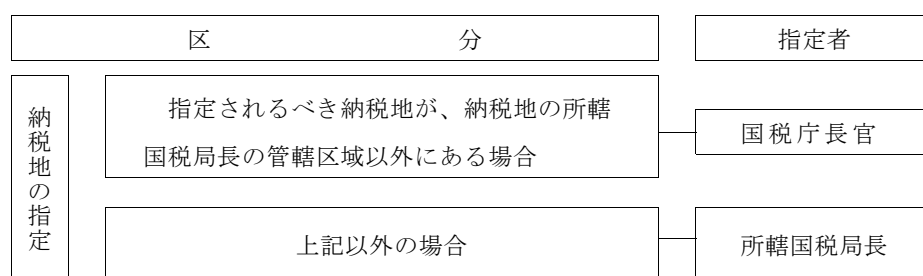 区 分
指定者
納税地の指定
指定されるべき納税地が、納税地の所轄
国税局長の管轄区域以外にある場合
国税庁長官
上記以外の場合
所轄国税局長